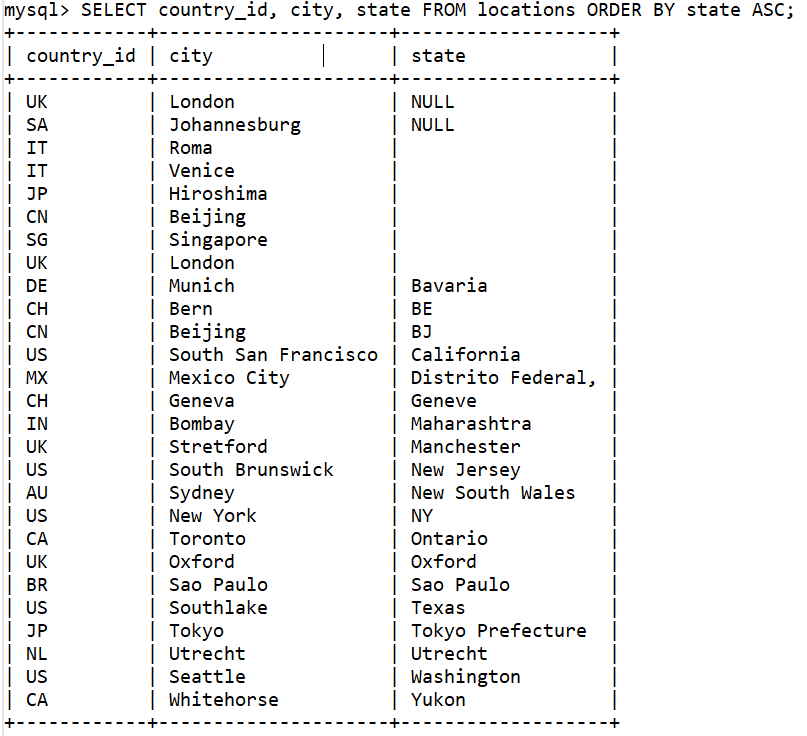 mysql> SELECT country_id, city, state FROM locations ORDER BY state ASC;
+------------+----------------------+------------------+
| country_id | city                 | state            |
+------------+----------------------+------------------+
| UK         | London               | NULL             |
| SA         | Johannesburg         | NULL             |
| IT         | Roma                 |                  |
| IT         | Venice               |                  |
| JP         | Hiroshima            |                  |
| CN         | Beijing              |                  |
| SG         | Singapore            |                  |
| UK         | London               |                  |
| DE         | Munich               | Bavaria          |
| CH         | Bern                 | BE               |
| CN         | Beijing              | BJ               |
| US         | South San Francisco  | California       |
| MX         | Mexico City          | Distrito Federal, |
| CH         | Geneva               | Geneve           |
| IN         | Bombay               | Maharashtra      |
| UK         | Stretford            | Manchester       |
| US         | South Brunswick      | New Jersey       |
| AU         | Sydney               | New South Wales  |
| US         | New York             | NY               |
| CA         | Toronto              | Ontario          |
| UK         | Oxford               | Oxford           |
| BR         | Sao Paulo            | Sao Paulo        |
| US         | Southlake            | Texas            |
| JP         | Tokyo                | Tokyo Prefecture |
| NL         | Utrecht              | Utrecht          |
| US         | Seattle              | Washington       |
| CA         | Whitehorse           | Yukon            |
+------------+----------------------+------------------+